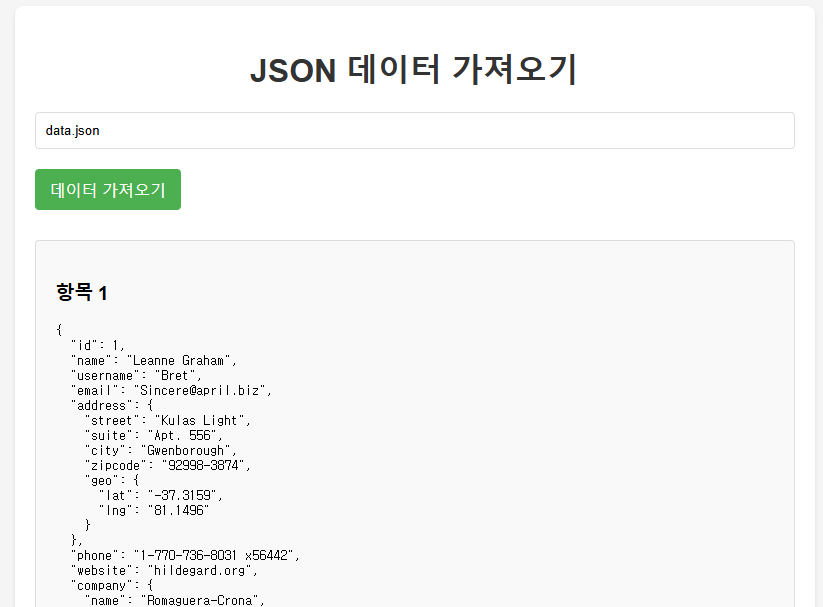 JSON 데이터 가져오기
data.json
데이터 가져오기
항목 1
{
  "id": 1,
  "name": "Leanne Graham",
  "username": "Bret",
  "email": "Sincere@april.biz",
  "address": {
    "street": "Kulas Light",
    "suite": "Apt. 556",
    "city": "Gwenborough",
    "zipcode": "92998-3874",
    "geo": {
      "lat": "-37.3159",
      "lng": "81.1496"
    }
  },
  "phone": "1-770-736-8031 x56442",
  "website": "hildegard.org",
  "company": {
    "name": "Romaguera-Crona",